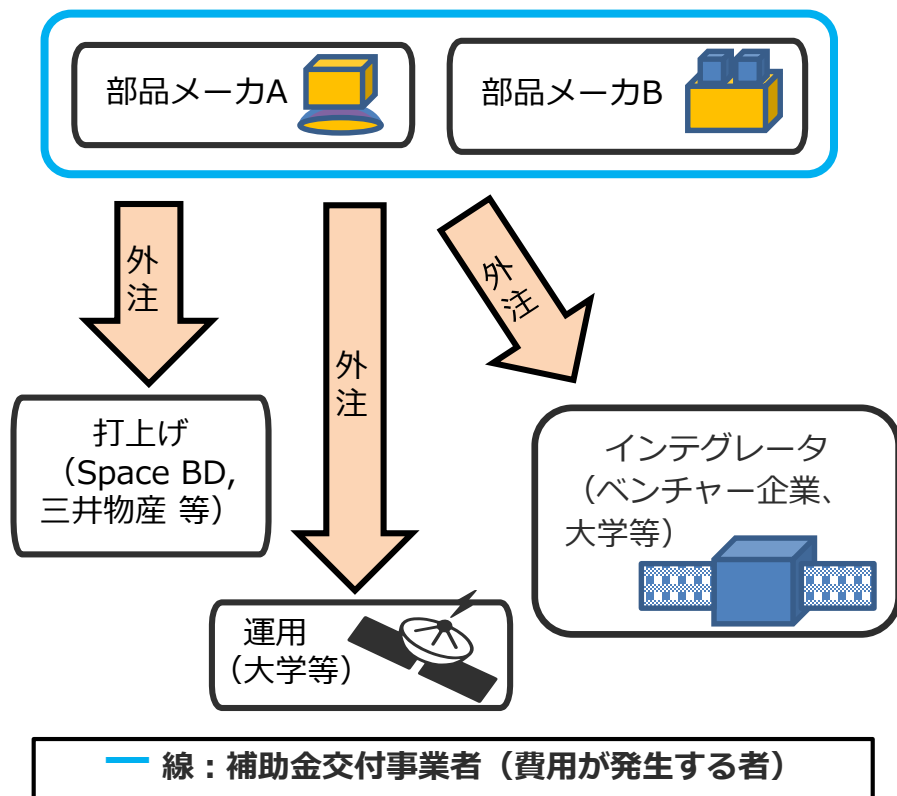 部品メーカA
部品メーカB
外
注
外
注
外
注
打上げ
（Space BD,
三井物産 等）
インテグレータ
（ベンチャー企業、
大学等）
運用
（大学等）
線：補助金交付事業者（費用が発生する者）